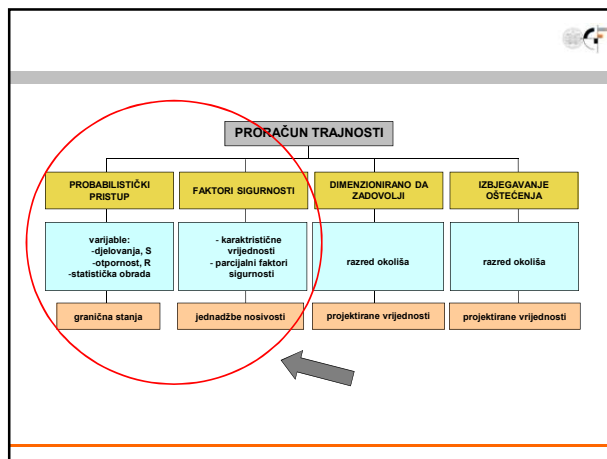 PRORAČUN TRAJNOSTI
PROBABILISTIČKI
PRISTUP
FAKTORI SIGURNOSTI
DIMENZIONIRANO DA
ZADOVOLJI
IZBJEGAVANJE
OŠTEĆENJA
varijable:
-djelovanja, S
-otpornost, R
-statistička obrada
- karaktristične
vrijednosti
- parcijalni faktori
sigurnosti
razred okoliša
razred okoliša
granična stanja
jednadžbe nosivosti
projektirane vrijednosti
projektirane vrijednosti